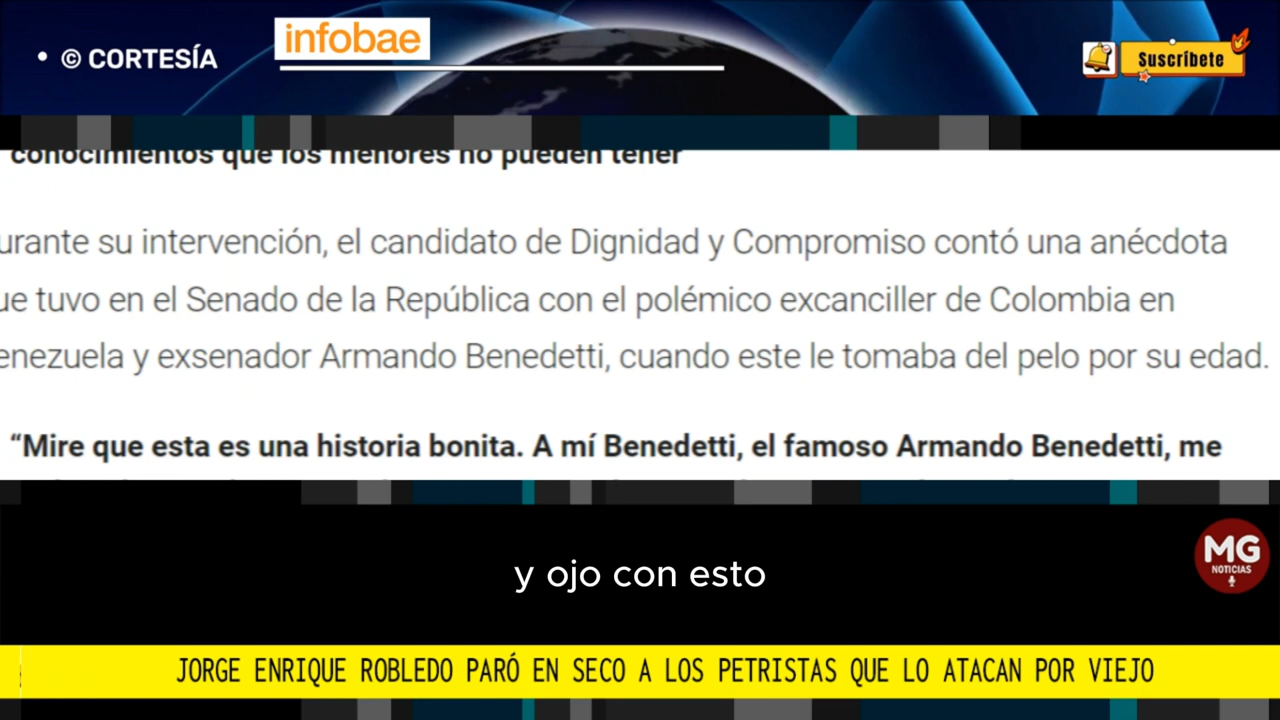 • © CORTESÍA
infobae
Suscríbete
conocimientos que los menores no pueden tener
urante su intervención, el candidato de Dignidad y Compromiso contó una anécdota
ue tuvo en el Senado de la República con el polémico excanciller de Colombia en
enezuela y exsenador Armando Benedetti, cuando este le tomaba del pelo por su edad.
“Mire que esta es una historia bonita. A mí Benedetti, el famoso Armando Benedetti, me
y ojo con esto
MG
NOTICIAS
JORGE ENRIQUE ROBLEDO PARÓ EN SECO A LOS PETRISTAS QUE LO ATACAN POR VIEJO